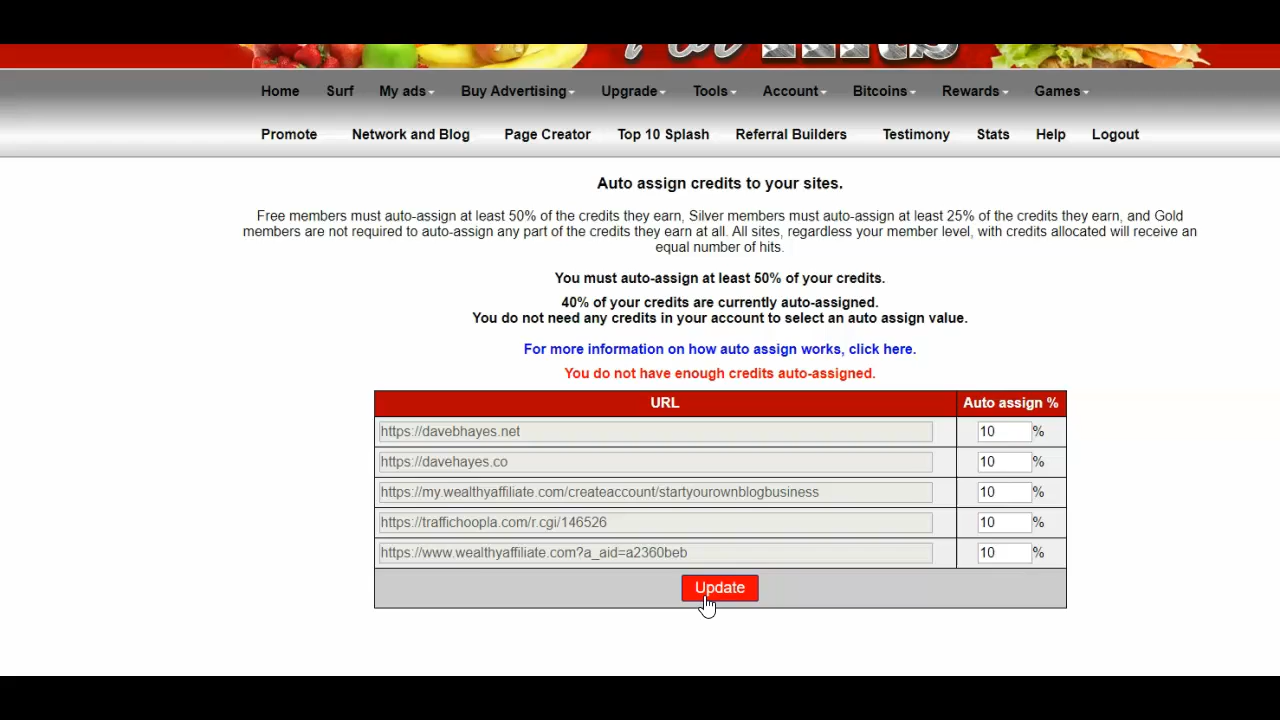 For Hits
Home Surf My ads Buy Advertising Upgrade Tools Account Bitcoins Rewards Games
Promote Network and Blog Page Creator Top 10 Splash Referral Builders Testimony Stats Help Logout
Auto assign credits to your sites.
Free members must auto-assign at least 50% of the credits they earn, Silver members must auto-assign at least 25% of the credits they earn, and Gold
members are not required to auto-assign any part of the credits they earn at all. All sites, regardless your member level, with credits allocated will receive an
equal number of hits.
You must auto-assign at least 50% of your credits.
40% of your credits are currently auto-assigned.
You do not need any credits in your account to select an auto assign value.
For more information on how auto assign works, click here.
You do not have enough credits auto-assigned.
URL Auto assign %
https://davebhayes.net 10 %
https://davehayes.co 10 %
https://my.wealthyaffiliate.com/createaccount/startyourownblogbusiness 10 %
https://traffichoopla.com/r.cgi/146526 10 %
https://www.wealthyaffiliate.com?a_aid=a2360beb 10 %
Update